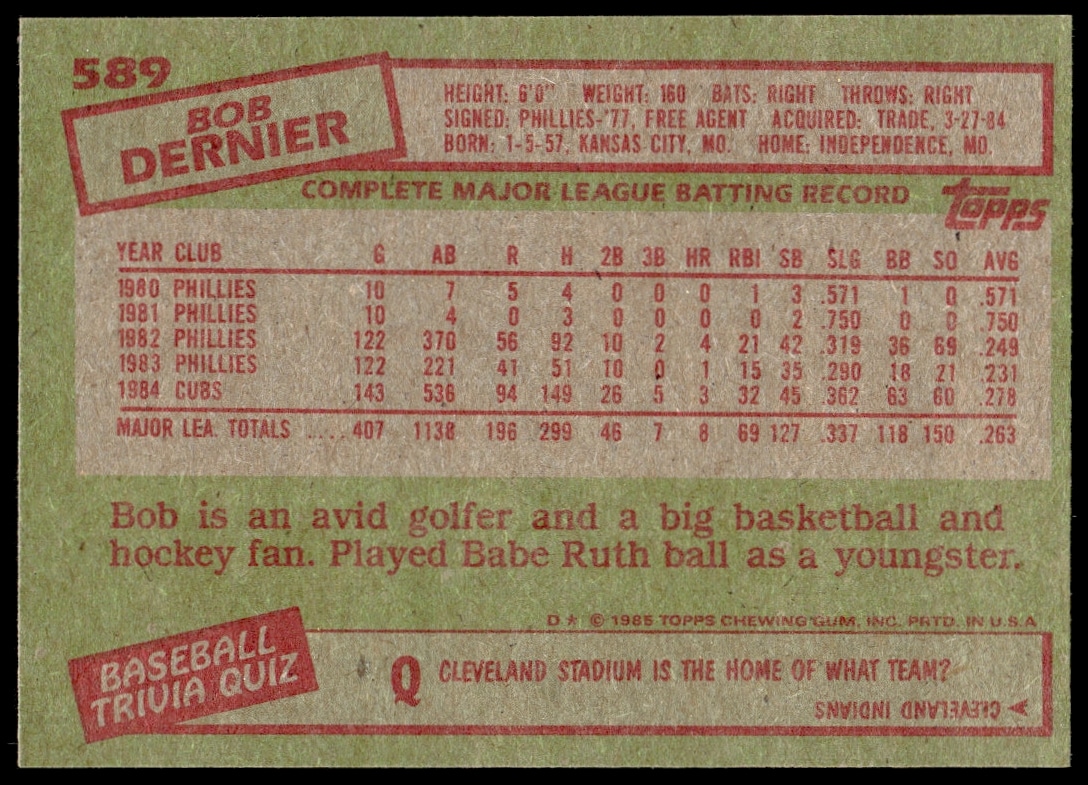 589
BOB
DERNIER
HEIGHT: 6'0" WEIGHT: 160 BATS: RIGHT THROWS: RIGHT
SIGNED: PHILLIES-'77, FREE AGENT ACQUIRED: TRADE, 3-27-84
BORN: 1-5-57, KANSAS CITY, MO. HOME: INDEPENDENCE, MO.
COMPLETE MAJOR LEAGUE BATTING RECORD
topps
YEAR CLUB G AB R H 2B 3B HR RBI SB SLG BB SO AVG
1980 PHILLIES 10 7 5 4 0 0 0 1 3 .571 1 0 .571
1981 PHILLIES 10 4 0 3 0 0 0 0 2 .750 0 0 .750
1982 PHILLIES 122 370 56 92 10 2 4 21 42 .319 36 69 .249
1983 PHILLIES 122 221 41 51 10 0 1 15 35 .290 18 21 .231
1984 CUBS 143 536 94 149 26 5 3 32 45 .362 63 60 .278
MAJOR LEA. TOTALS ..... 407 1138 196 299 46 7 8 69 127 .337 118 150 .263
Bob is an avid golfer and a big basketball and
hockey fan. Played Babe Ruth ball as a youngster.
D* © 1985 TOPPS CHEWING GUM, INC. PRTD. IN U.S.A
BASEBALL
TRIVIA QUIZ
Q CLEVELAND STADIUM IS THE HOME OF WHAT TEAM?
A CLEVELAND INDIANS